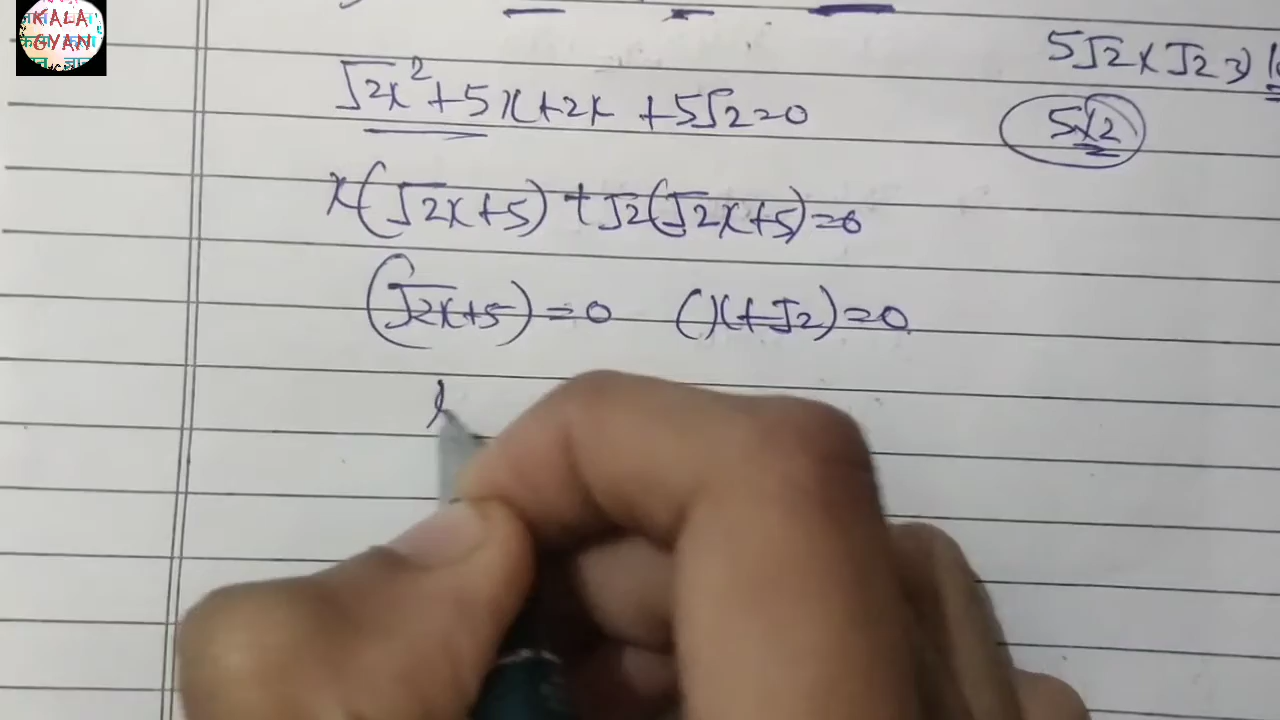 KALA
GYAN
√2x² + 5x + 2x + 5√2 = 0
x(√2x + 5) + √2(√2x + 5) = 0
(√2x + 5) = 0 (x + √2) = 0
x
5√2 × √2 ⇒
5 × 2